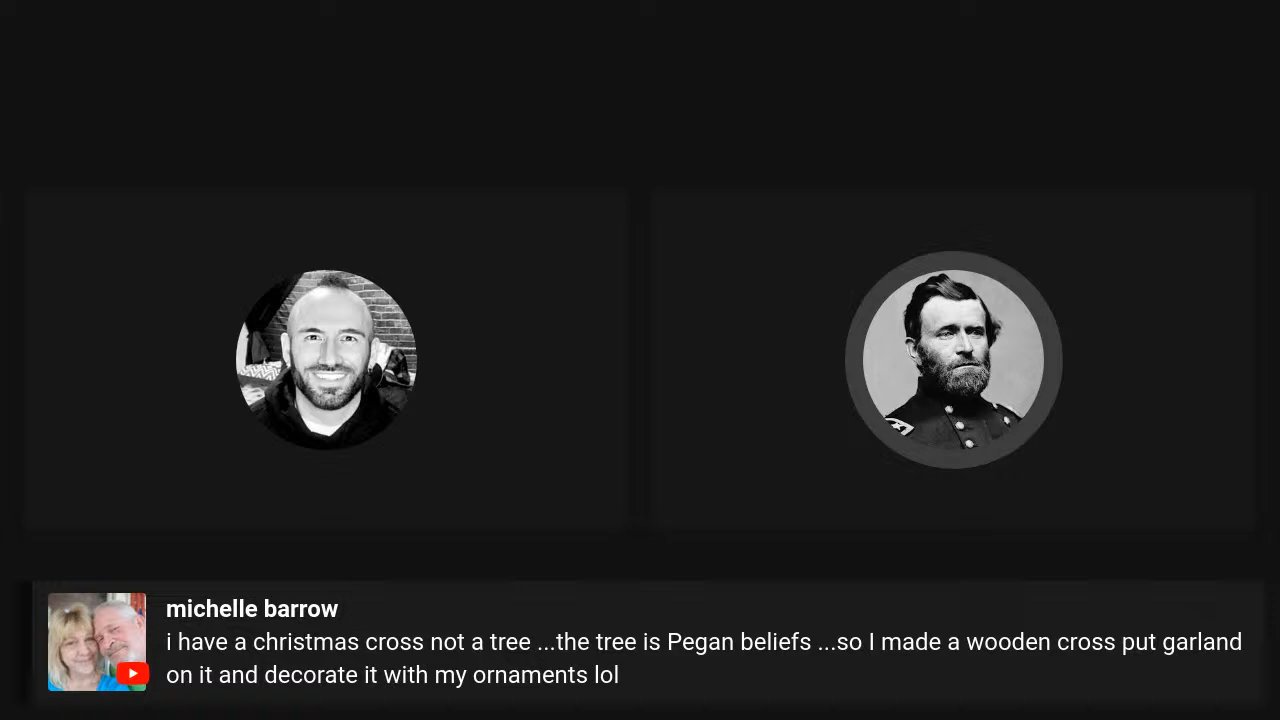 michelle barrow
i have a christmas cross not a tree ...the tree is Pegan beliefs ...so I made a wooden cross put garland
on it and decorate it with my ornaments lol